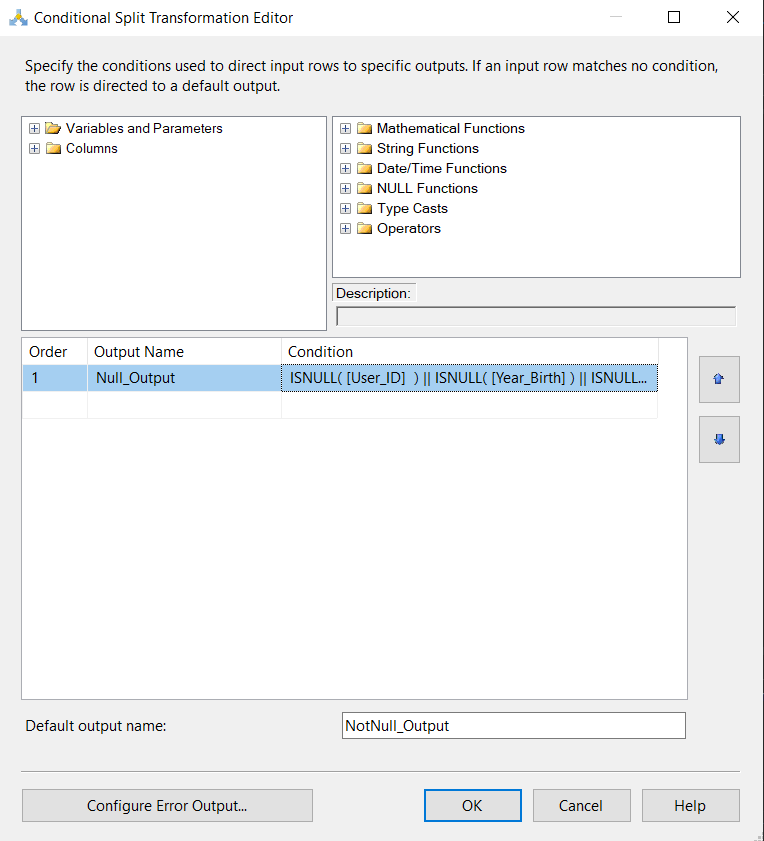 Conditional Split Transformation Editor
Specify the conditions used to direct input rows to specific outputs. If an input row matches no condition,
the row is directed to a default output.
Variables and Parameters
Columns
Mathematical Functions
String Functions
Date/Time Functions
NULL Functions
Type Casts
Operators
Description:
Order Output Name Condition
1 Null_Output ISNULL( [User_ID]  ) || ISNULL( [Year_Birth] ) || ISNULL...
Default output name: NotNull_Output
Configure Error Output... OK Cancel Help